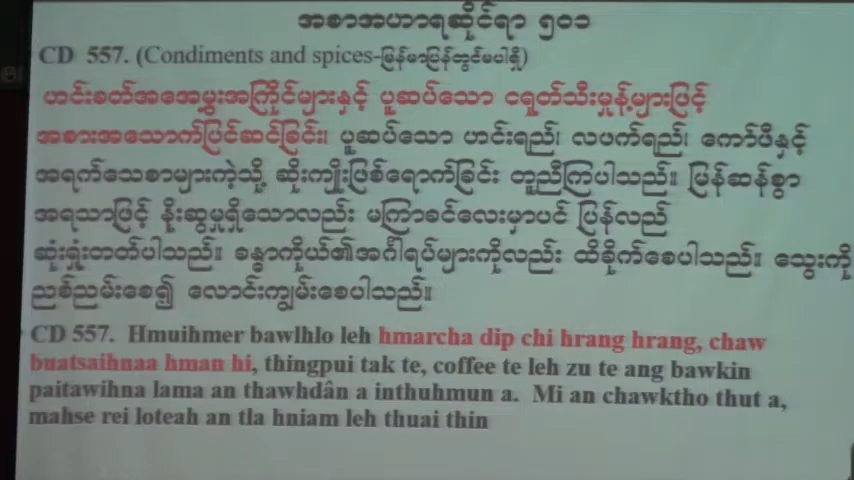 အစာအဟာရဆိုင်ရာ ၅၀၁
CD 557. (Condiments and spices-မြန်မာပြန်တွင်မပါရှိ)
ဟင်းခတ်အမွှေးအကြိုင်များနှင့် ပူဆပ်သော ငရုတ်သီးမှုန့်များဖြင့်
အစားအသောက်ပြင်ဆင်ခြင်း၊ ပူဆပ်သော ဟင်းရည်၊ လဖက်ရည်၊ ကော်ဖီနှင့်
အရက်သေစာများကဲ့သို့ ဆိုးကျိုးဖြစ်ရောက်ခြင်း တူညီကြပါသည်။ မြန်ဆန်စွာ
အရသာဖြင့် နိုးဆွမှုရှိသော်လည်း မကြာခင်လေးမှာပင် ပြန်လည်
ဆုံးရှုံးတတ်ပါသည်။ ခန္ဓာကိုယ်၏အင်္ဂါရပ်များကိုလည်း ထိခိုက်စေပါသည်။ သွေးကို
ညစ်ညမ်းစေ၍ လောင်းကျွမ်းစေပါသည်။
CD 557. Hmuihmer bawlhlo leh hmarcha dip chi hrang hrang, chaw
buatsaihnaa hman hi, thingpui tak te, coffee te leh zu te ang bawkin
paitawihna lama an thawhdân a inthuhmun a. Mi an chawktho thut a,
mahse rei loteah an tla hniam leh thuai thin